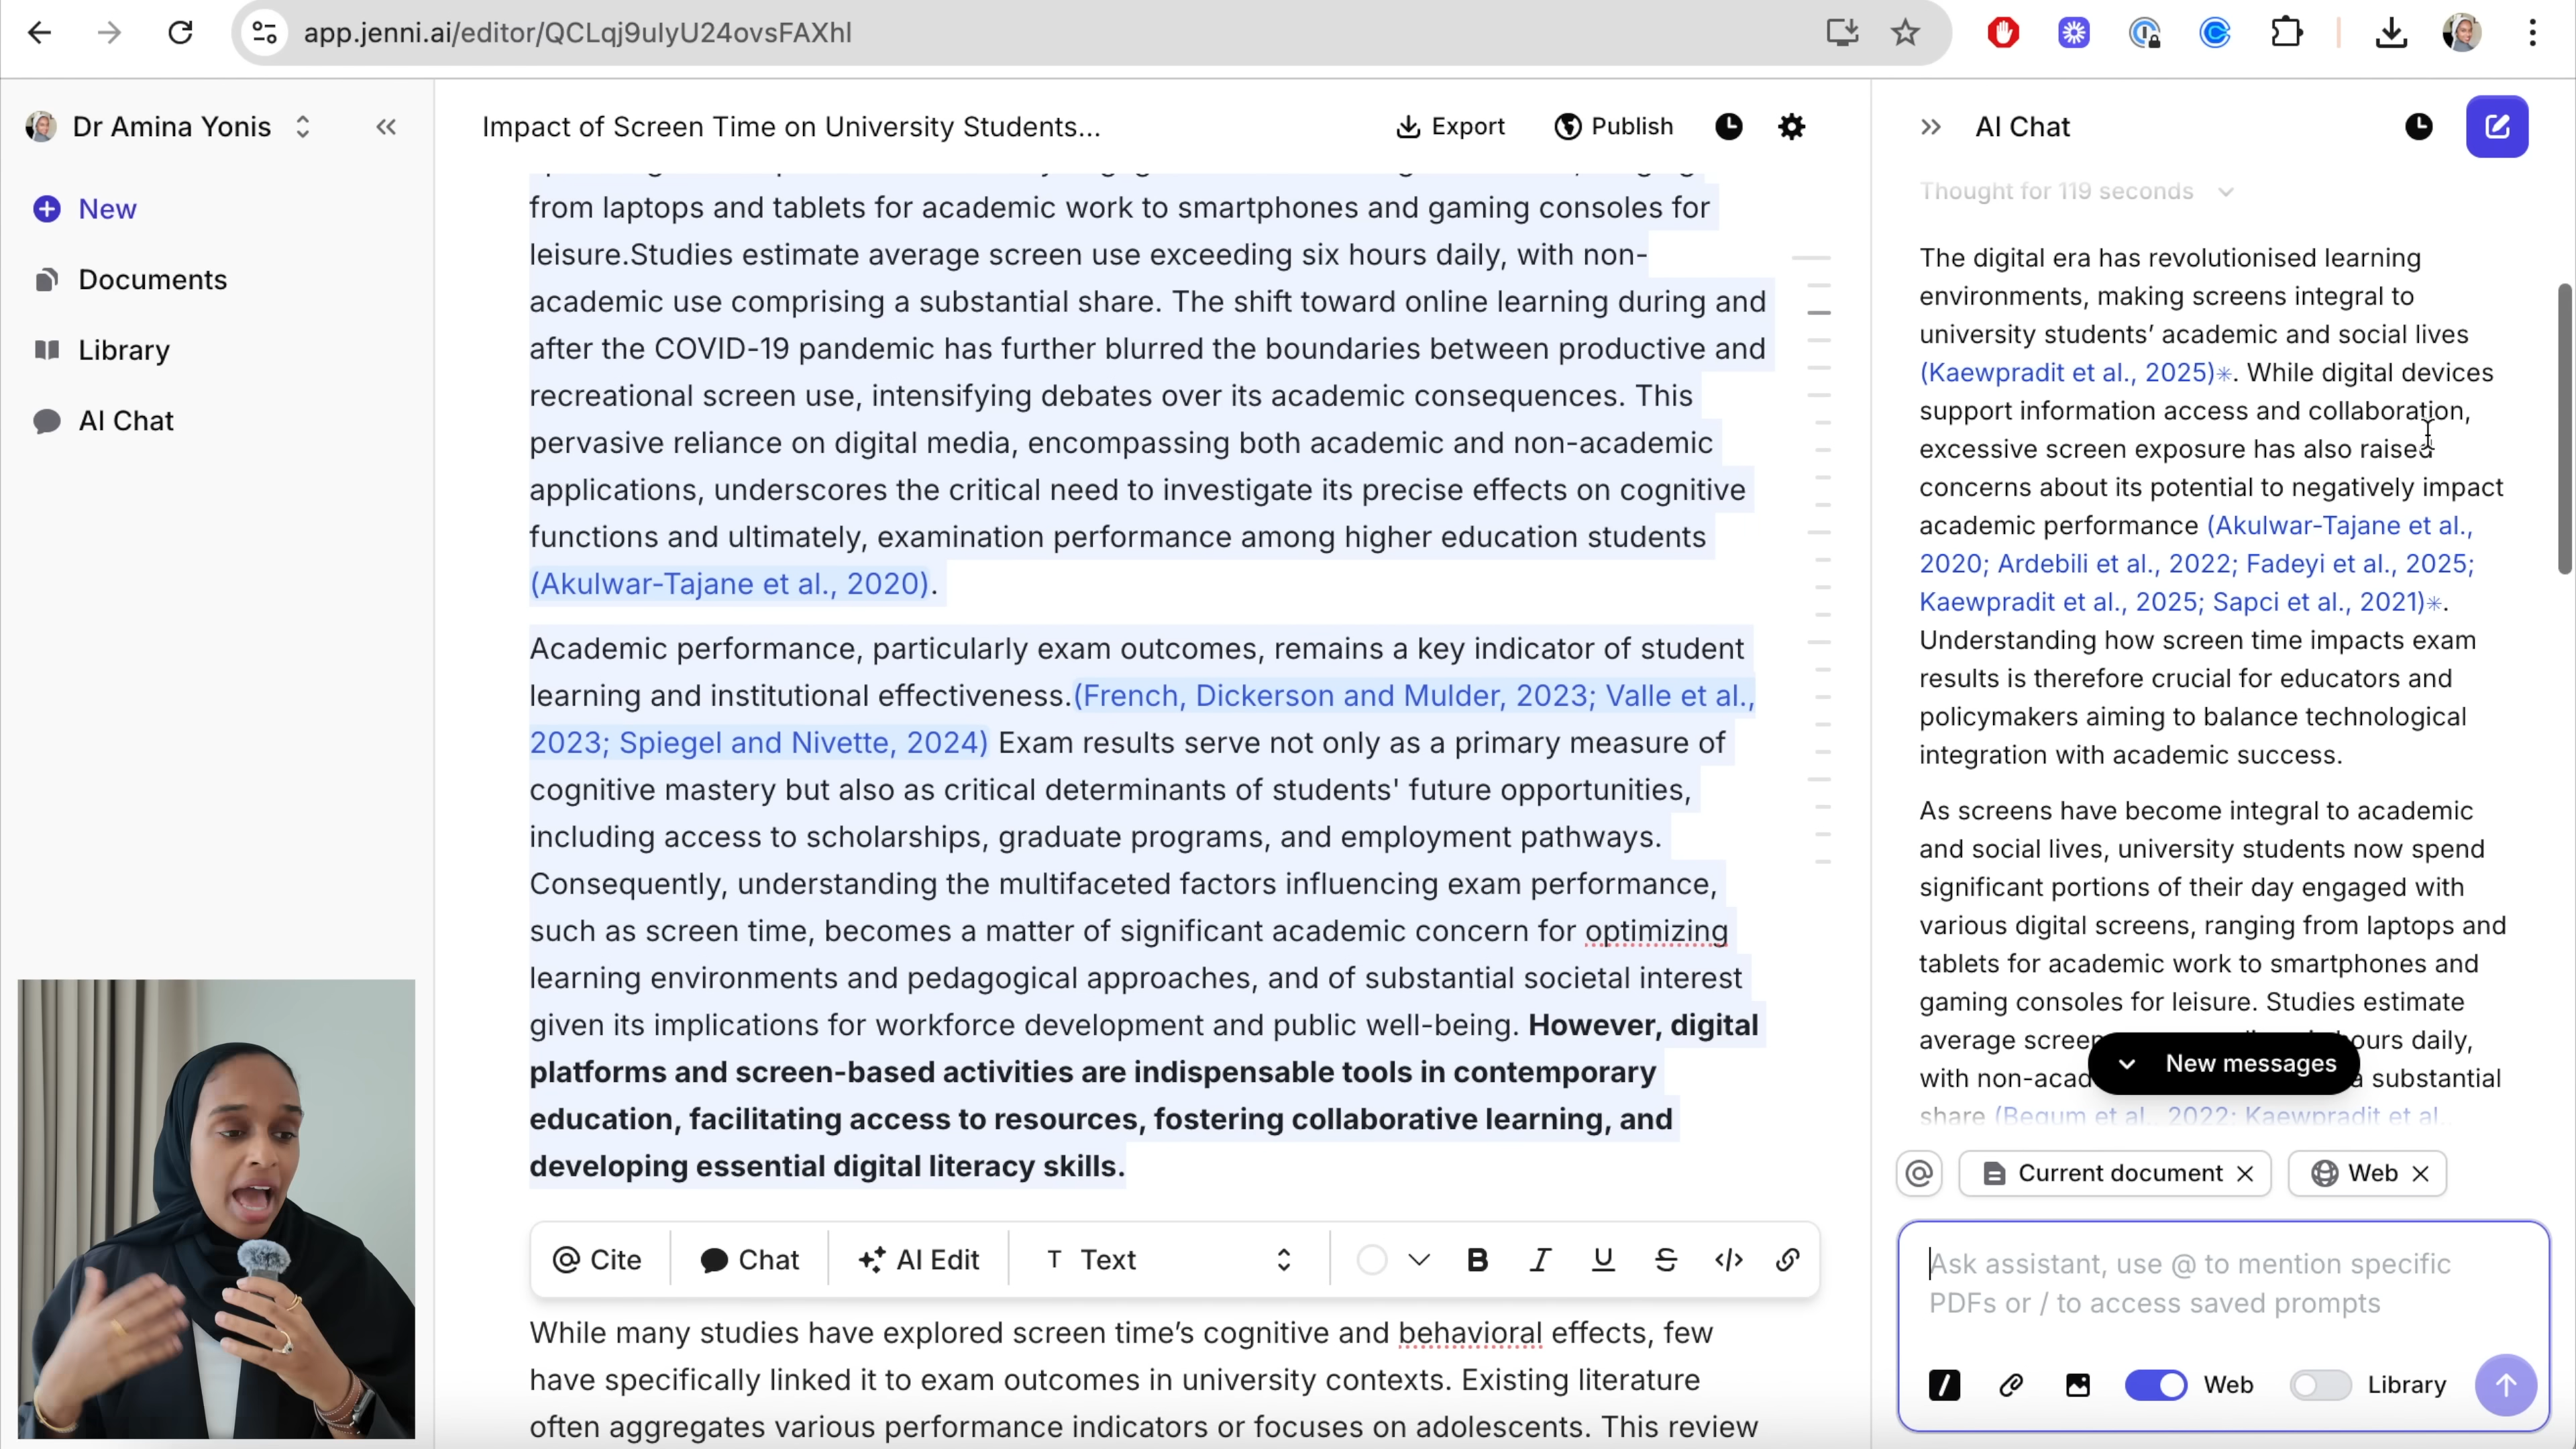 app.jenni.ai/editor/QCLqj9ulyU24ovsFAXhl
Dr Amina Yonis
New
Documents
Library
AI Chat
Impact of Screen Time on University Students...
Export
Publish
from laptops and tablets for academic work to smartphones and gaming consoles for
leisure.Studies estimate average screen use exceeding six hours daily, with non-
academic use comprising a substantial share. The shift toward online learning during and
after the COVID-19 pandemic has further blurred the boundaries between productive and
recreational screen use, intensifying debates over its academic consequences. This
pervasive reliance on digital media, encompassing both academic and non-academic
applications, underscores the critical need to investigate its precise effects on cognitive
functions and ultimately, examination performance among higher education students
(Akulwar-Tajane et al., 2020).
Academic performance, particularly exam outcomes, remains a key indicator of student
learning and institutional effectiveness.(French, Dickerson and Mulder, 2023; Valle et al.,
2023; Spiegel and Nivette, 2024) Exam results serve not only as a primary measure of
cognitive mastery but also as critical determinants of students' future opportunities,
including access to scholarships, graduate programs, and employment pathways.
Consequently, understanding the multifaceted factors influencing exam performance,
such as screen time, becomes a matter of significant academic concern for optimizing
learning environments and pedagogical approaches, and of substantial societal interest
given its implications for workforce development and public well-being. However, digital
platforms and screen-based activities are indispensable tools in contemporary
education, facilitating access to resources, fostering collaborative learning, and
developing essential digital literacy skills.
@ Cite
Chat
AI Edit
T Text
B I U S </>
While many studies have explored screen time’s cognitive and behavioral effects, few
have specifically linked it to exam outcomes in university contexts. Existing literature
often aggregates various performance indicators or focuses on adolescents. This review
AI Chat
Thought for 119 seconds
The digital era has revolutionised learning
environments, making screens integral to
university students’ academic and social lives
(Kaewpradit et al., 2025)✳. While digital devices
support information access and collaboration,
excessive screen exposure has also raised
concerns about its potential to negatively impact
academic performance (Akulwar-Tajane et al.,
2020; Ardebili et al., 2022; Fadeyi et al., 2025;
Kaewpradit et al., 2025; Sapci et al., 2021)✳.
Understanding how screen time impacts exam
results is therefore crucial for educators and
policymakers aiming to balance technological
integration with academic success.
As screens have become integral to academic
and social lives, university students now spend
significant portions of their day engaged with
various digital screens, ranging from laptops and
tablets for academic work to smartphones and
gaming consoles for leisure. Studies estimate
average screen daily,
with non-acad substantial
share (Begum et al., 2022; Kaewpradit et al.,
New messages
@
Current document
Web
Ask assistant, use @ to mention specific
PDFs or / to access saved prompts
/
Web
Library